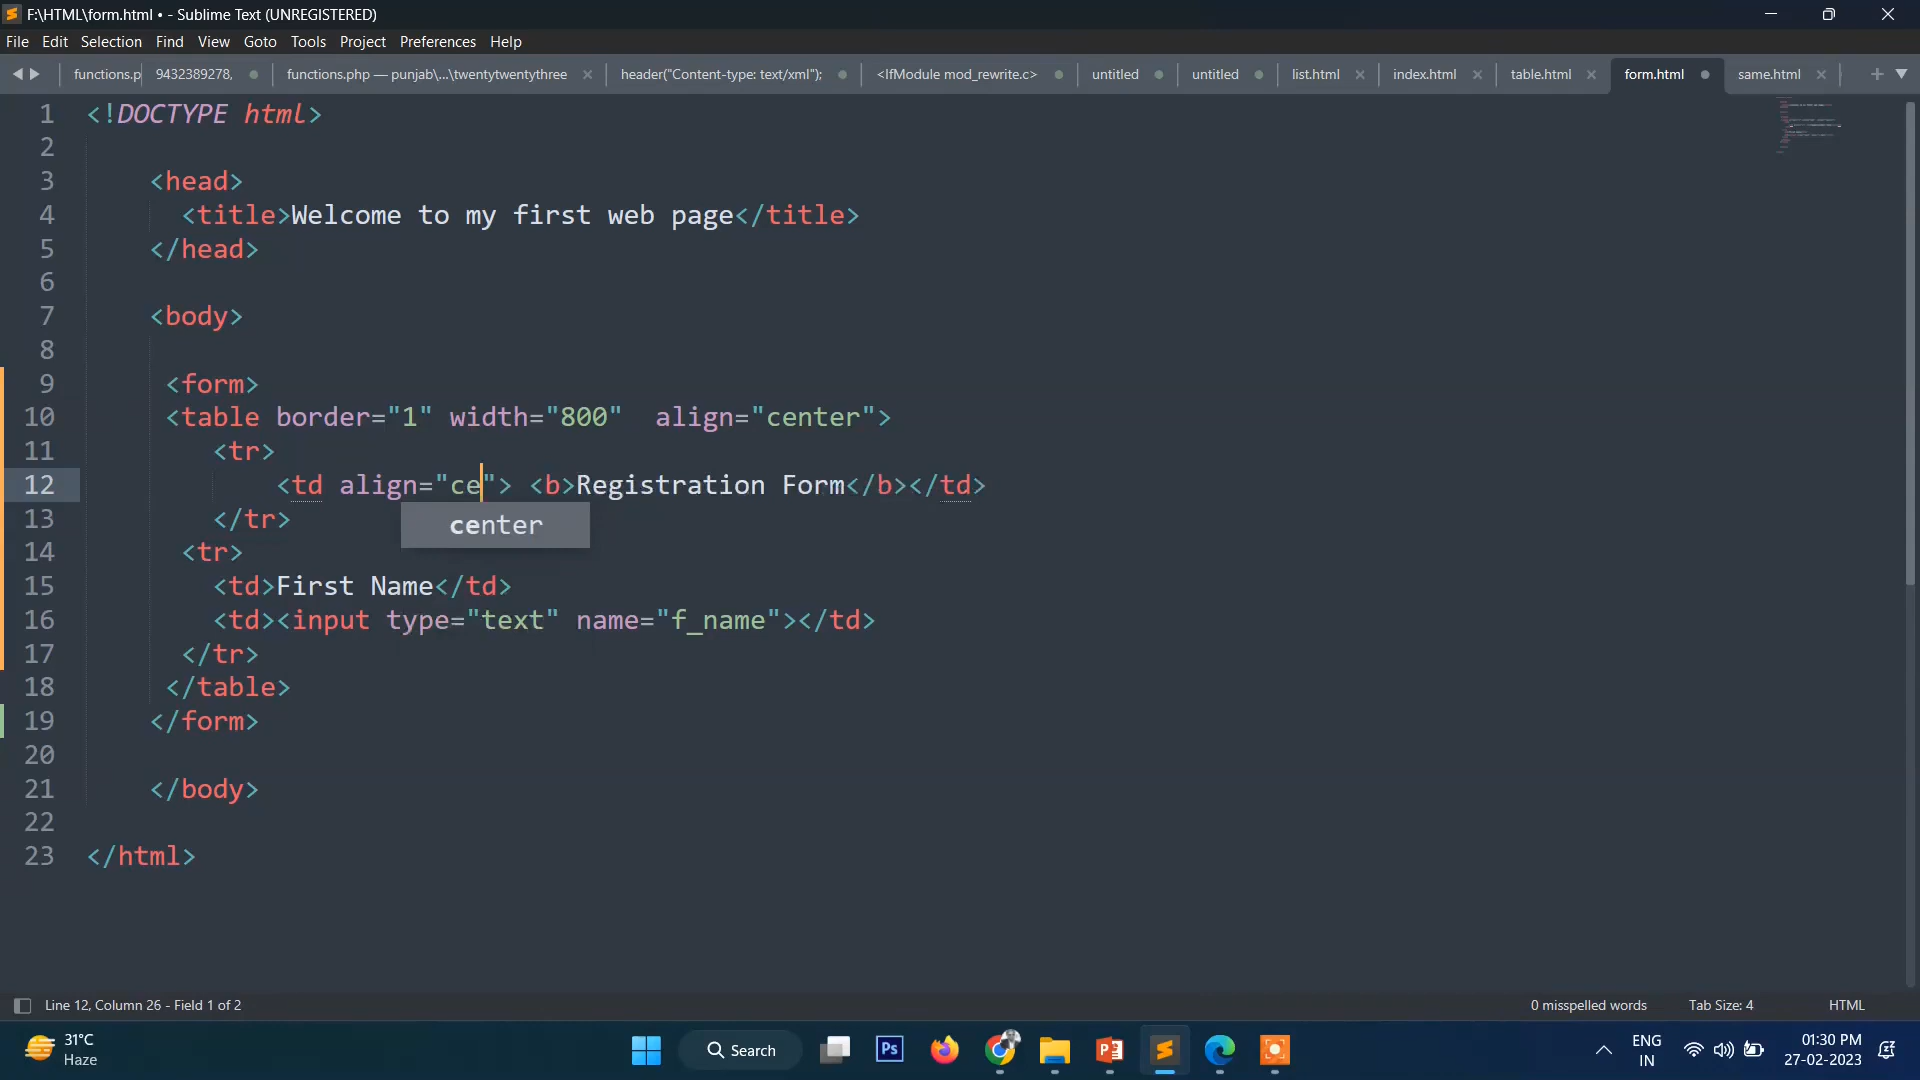 F:\HTML\form.html • - Sublime Text (UNREGISTERED)
File Edit Selection Find View Goto Tools Project Preferences Help
functions.p 9432389278, functions.php — punjab\...\twentytwentythree header("Content-type: text/xml"); <IfModule mod_rewrite.c> untitled untitled list.html index.html table.html form.html same.html
1 <!DOCTYPE html>
2
3 <head>
4 <title>Welcome to my first web page</title>
5 </head>
6
7 <body>
8
9 <form>
10 <table border="1" width="800"  align="center">
11 <tr>
12 <td align="ce"> <b>Registration Form</b></td>
13 </tr>
center
14 <tr>
15 <td>First Name</td>
16 <td><input type="text" name="f_name"></td>
17 </tr>
18 </table>
19 </form>
20
21 </body>
22
23 </html>
Line 12, Column 26 - Field 1 of 2 0 misspelled words Tab Size: 4 HTML
31°C
Haze
Search
Ps
ENG
IN
01:30 PM
27-02-2023